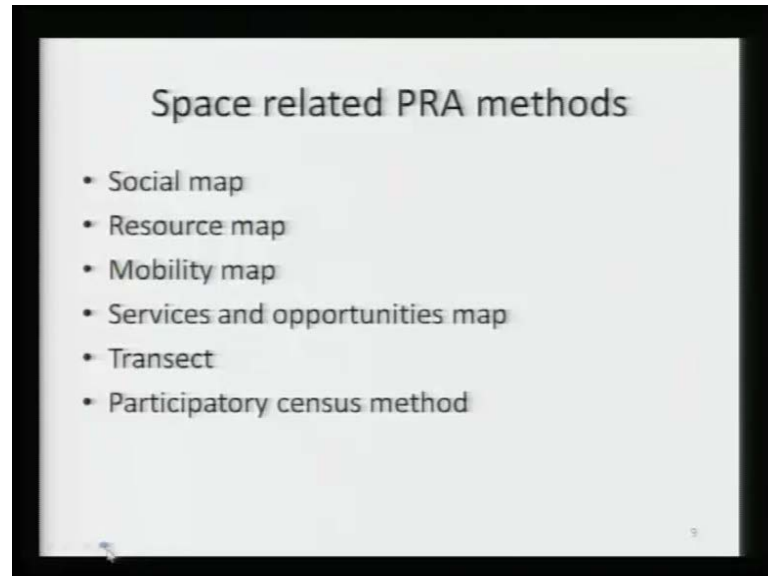 Space related PRA methods
• Social map
• Resource map
• Mobility map
• Services and opportunities map
• Transect
• Participatory census method
9